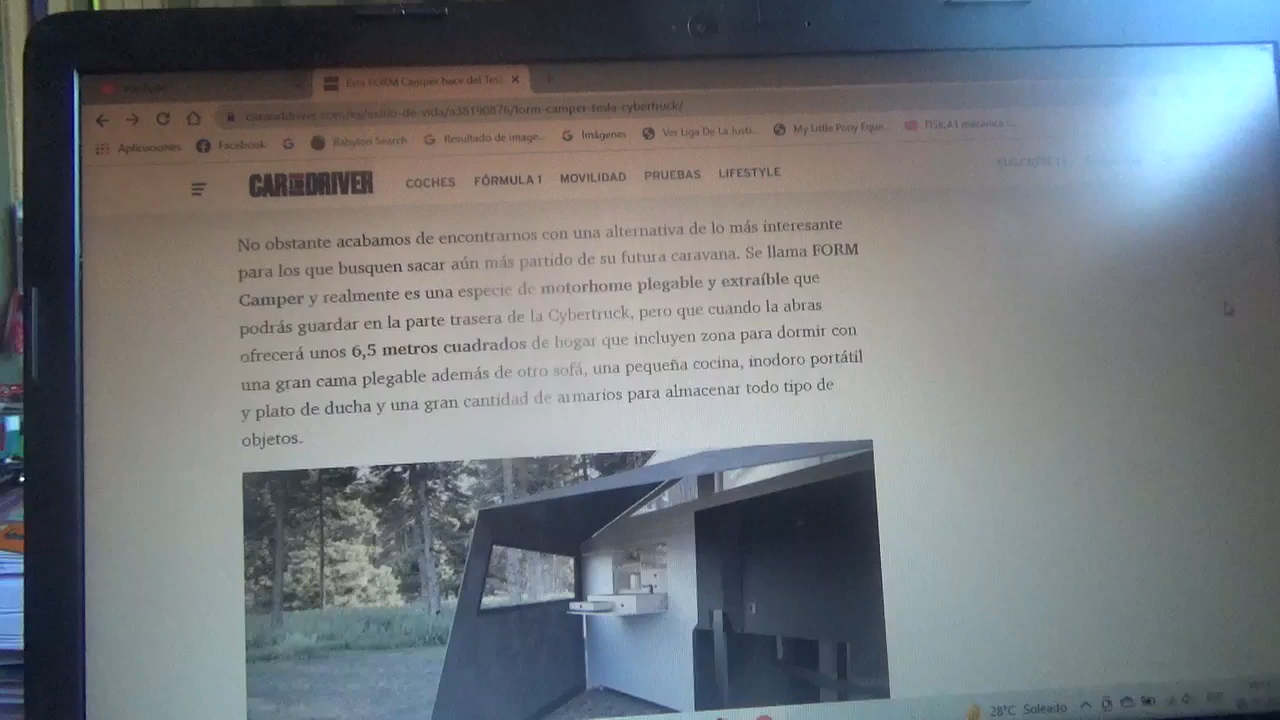 Esta FORM Camper hace del Tesl
caranddriver.com/es/estilo-de-vida/a38190876/form-camper-tesla-cybertruck/
Aplicaciones Facebook Babylon Search Resultado de image... Imágenes Ver Liga De La Justi... My Little Pony Eque... FISICA1 mecánica -...
CAR AND DRIVER COCHES FÓRMULA 1 MOVILIDAD PRUEBAS LIFESTYLE
No obstante acabamos de encontrarnos con una alternativa de lo más interesante
para los que busquen sacar aún más partido de su futura caravana. Se llama FORM
Camper y realmente es una especie de motorhome plegable y extraíble que
podrás guardar en la parte trasera de la Cybertruck, pero que cuando la abras
ofrecerá unos 6,5 metros cuadrados de hogar que incluyen zona para dormir con
una gran cama plegable además de otro sofá, una pequeña cocina, inodoro portátil
y plato de ducha y una gran cantidad de armarios para almacenar todo tipo de
objetos.
28°C Soleado